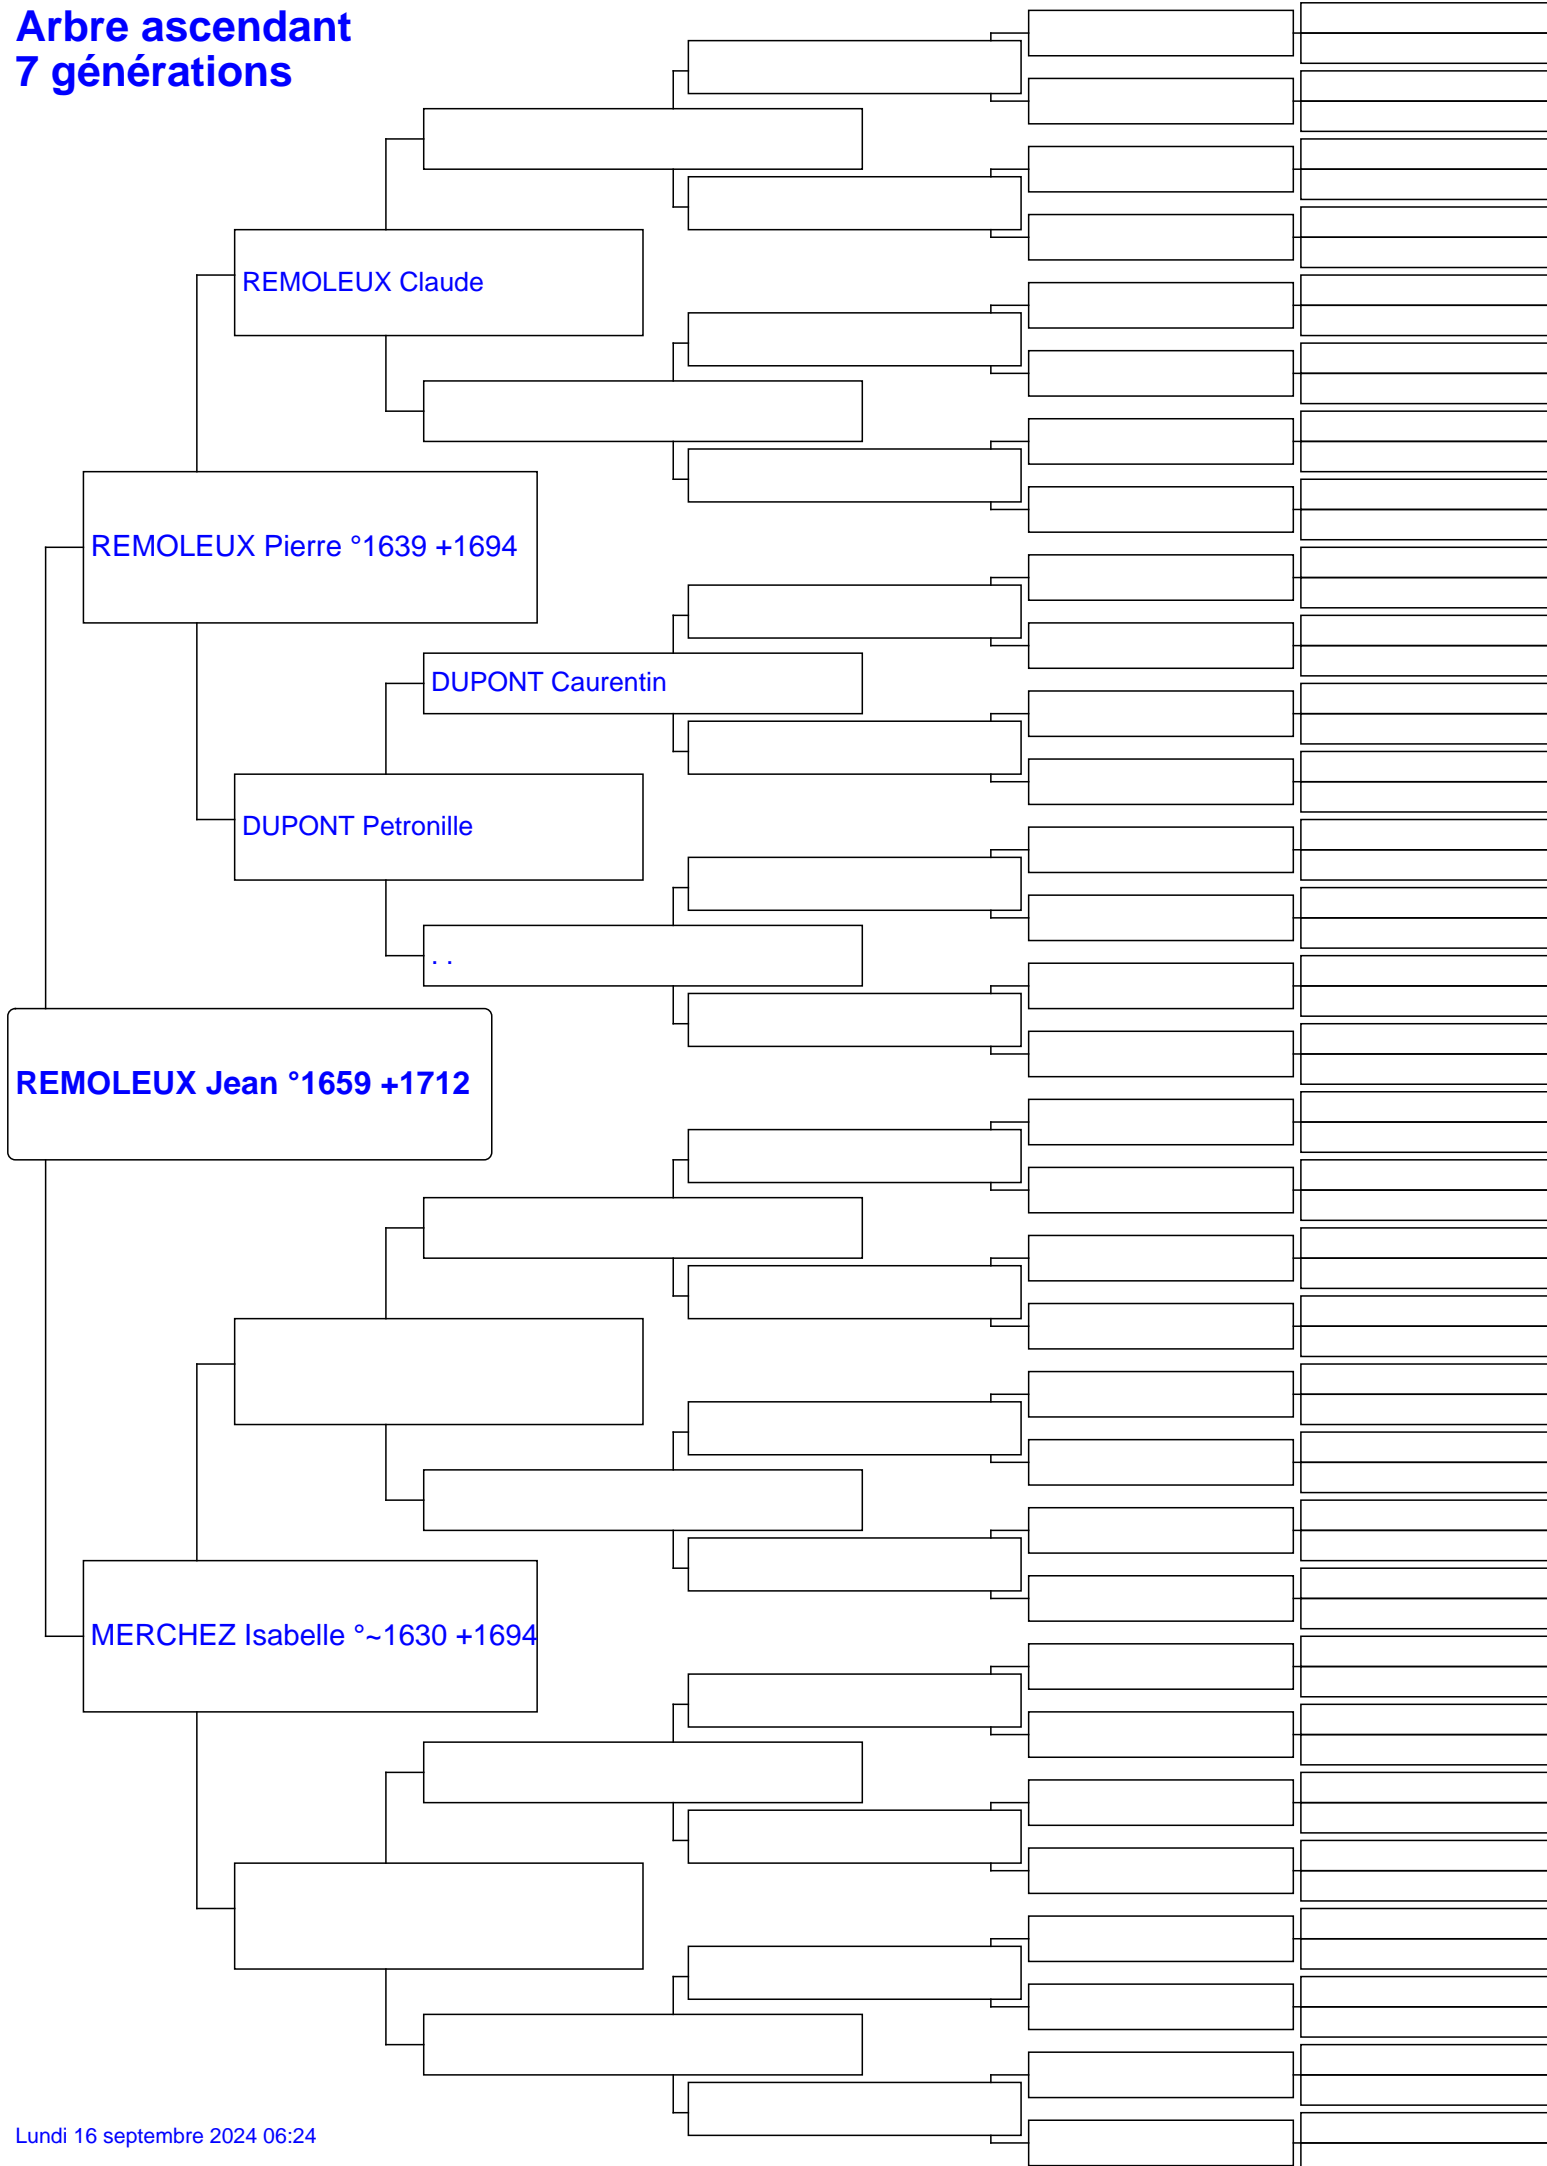 Arbre ascendant
7 générations
REMOLEUX Claude
REMOLEUX Pierre °1639 +1694
DUPONT Caurentin
DUPONT Petronille
. .
REMOLEUX Jean °1659 +1712
MERCHEZ Isabelle °~1630 +1694
Lundi 16 septembre 2024 06:24